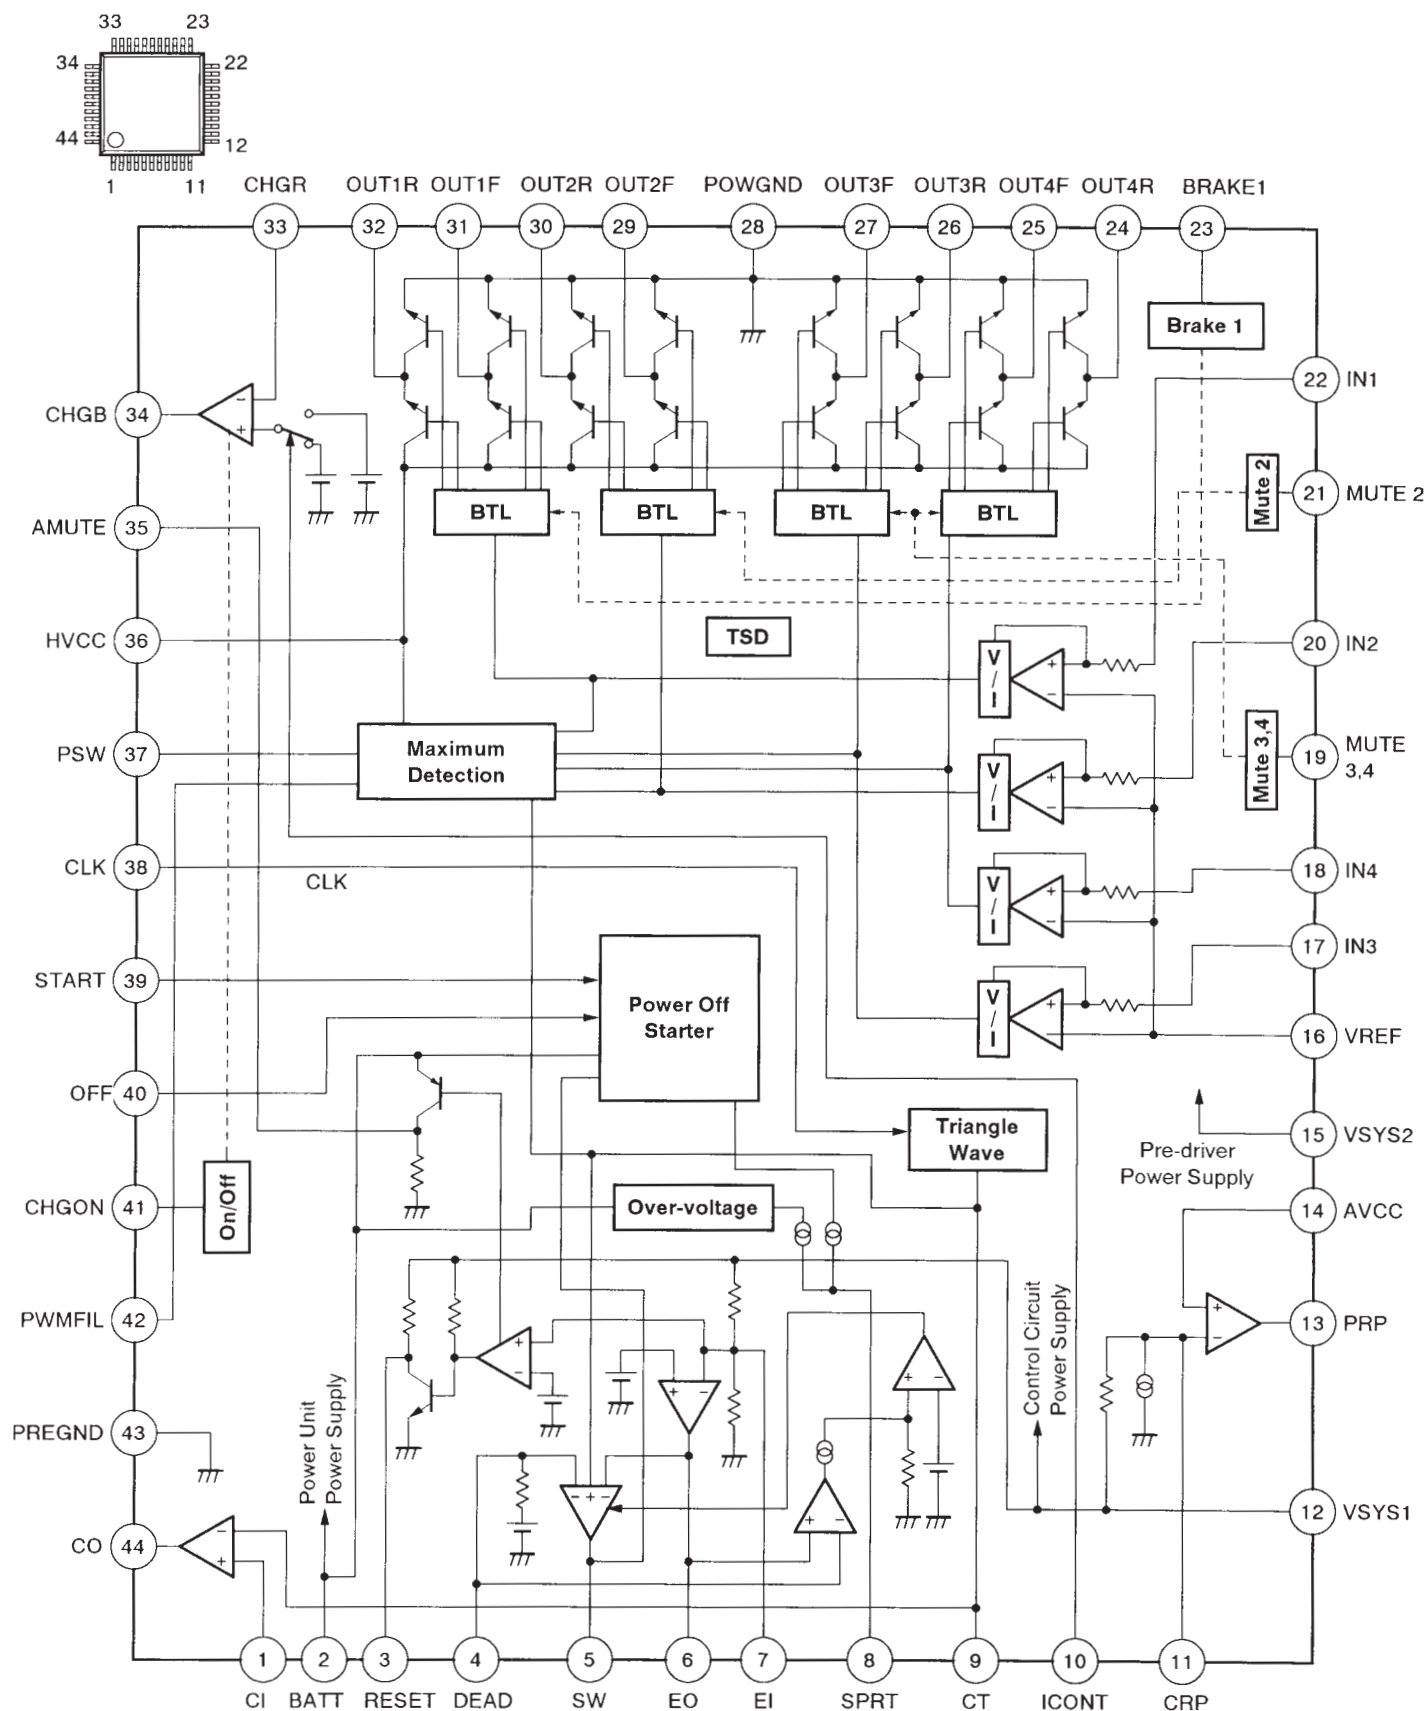 33 23
34 22
44 12
1 11
CHGR OUT1R OUT1F OUT2R OUT2F POWGND OUT3F OUT3R OUT4F OUT4R BRAKE1
33 32 31 30 29 28 27 26 25 24 23
Brake 1
22 IN1
CHGB 34
- +
Mute 2
21 MUTE 2
BTL BTL BTL BTL
AMUTE 35
HVCC 36
TSD
V / I
+ -
20 IN2
PSW 37
Maximum
Detection
V / I
+ -
Mute 3,4
19 MUTE
3,4
CLK 38
CLK
V / I
+ -
18 IN4
START 39
Power Off
Starter
V / I
+ -
17 IN3
16 VREF
OFF 40
Triangle
Wave
Pre-driver
Power Supply
15 VSYS2
CHGON 41
On/Off
Over-voltage
14 AVCC
PWMFIL 42
+ -
+ -
+ -
Control Circuit
Power Supply
+ -
13 PRP
PREGND 43
Power Unit
Power Supply
- + -
+ -
12 VSYS1
CO 44
- +
1 2 3 4 5 6 7 8 9 10 11
CI BATT RESET DEAD SW EO EI SPRT CT ICONT CRP